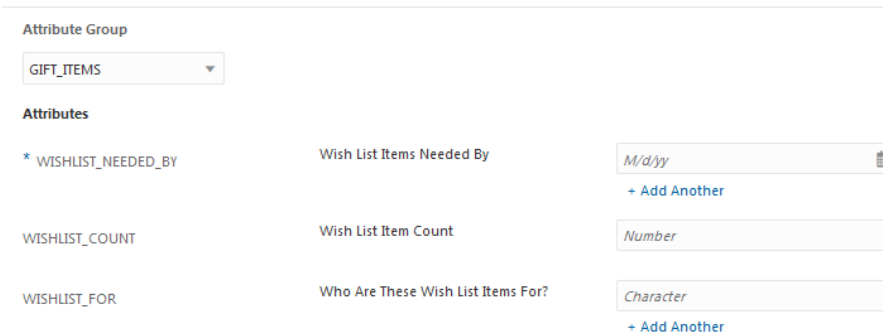 Attribute Group
GIFT_ITEMS
Attributes
* WISHLIST_NEEDED_BY Wish List Items Needed By M/d/yy
+ Add Another
WISHLIST_COUNT Wish List Item Count Number
WISHLIST_FOR Who Are These Wish List Items For? Character
+ Add Another